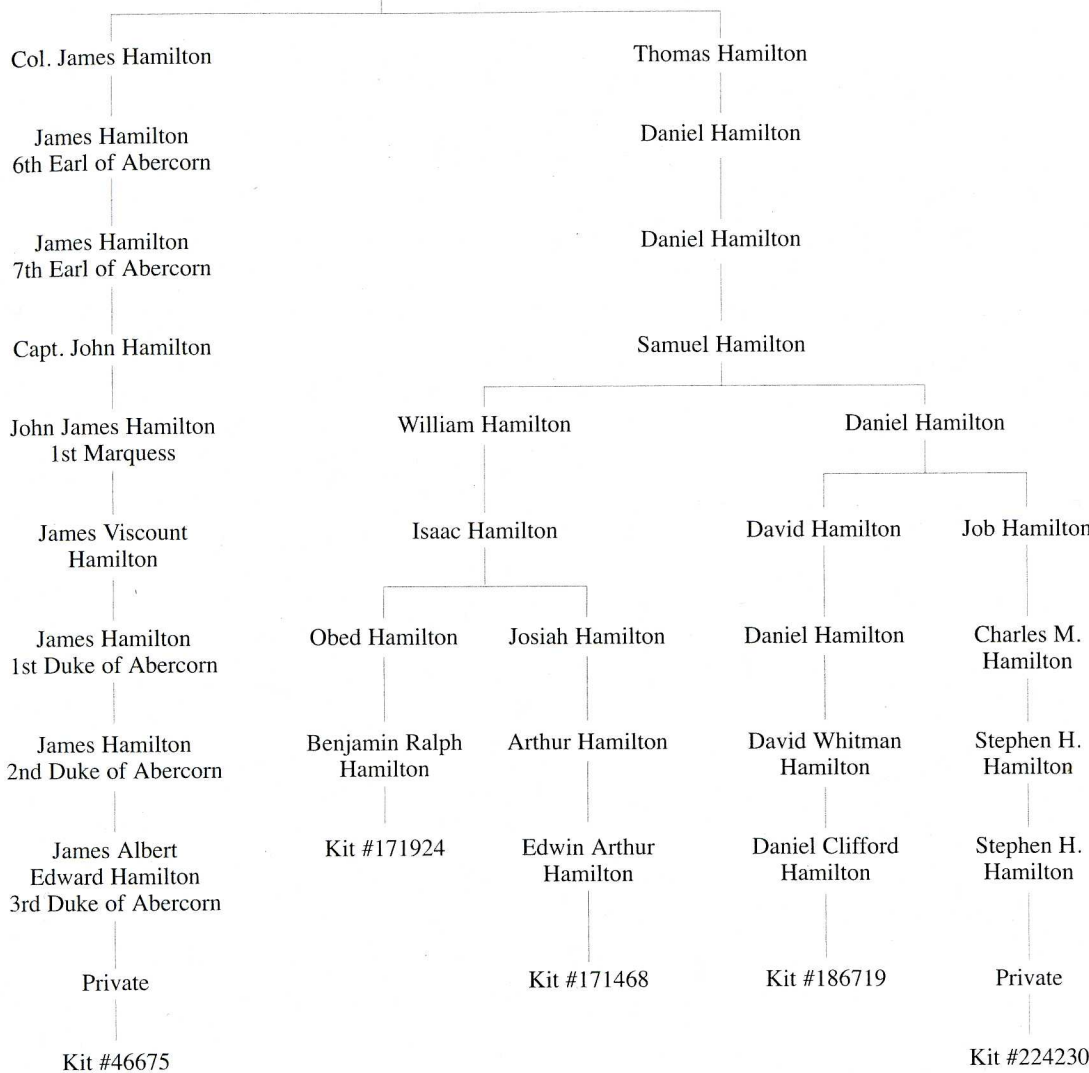 Col. James Hamilton
Thomas Hamilton
James Hamilton
6th Earl of Abercorn
Daniel Hamilton
James Hamilton
7th Earl of Abercorn
Daniel Hamilton
Capt. John Hamilton
Samuel Hamilton
John James Hamilton
1st Marquess
William Hamilton
Daniel Hamilton
James Viscount
Hamilton
Isaac Hamilton
David Hamilton
Job Hamilton
James Hamilton
1st Duke of Abercorn
Obed Hamilton
Josiah Hamilton
Daniel Hamilton
Charles M.
Hamilton
James Hamilton
2nd Duke of Abercorn
Benjamin Ralph
Hamilton
Arthur Hamilton
David Whitman
Hamilton
Stephen H.
Hamilton
James Albert
Edward Hamilton
3rd Duke of Abercorn
Kit #171924
Edwin Arthur
Hamilton
Daniel Clifford
Hamilton
Stephen H.
Hamilton
Private
Kit #171468
Kit #186719
Private
Kit #46675
Kit #224230